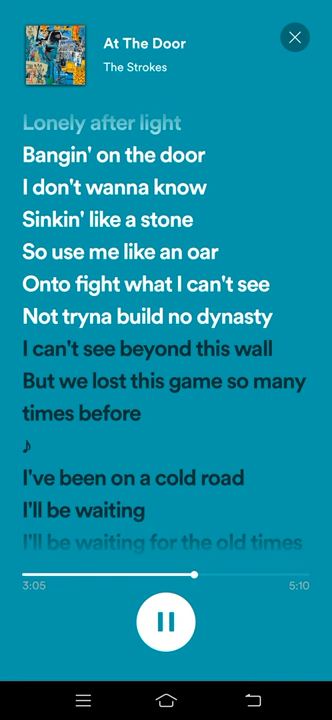 At The Door
The Strokes
Lonely after light
Bangin' on the door
I don't wanna know
Sinkin' like a stone
So use me like an oar
Onto fight what I can't see
Not tryna build no dynasty
I can't see beyond this wall
But we lost this game so many
times before
♪
I've been on a cold road
I'll be waiting
I'll be waiting for the old times
3:05
5:10